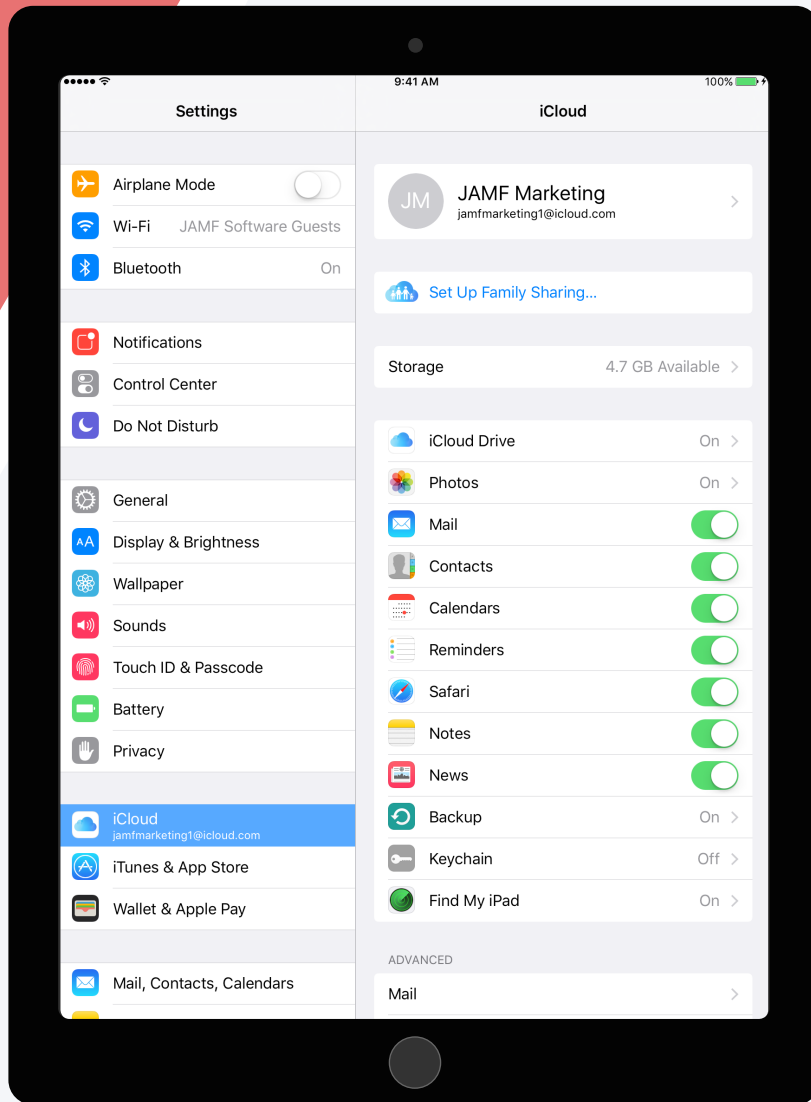 9:41 AM
100%
Settings
Airplane Mode
Wi-Fi JAMF Software Guests
Bluetooth On
Notifications
Control Center
Do Not Disturb
General
AA Display & Brightness
Wallpaper
Sounds
Touch ID & Passcode
Battery
Privacy
iCloud
jamfmarketing1@icloud.com
iTunes & App Store
Wallet & Apple Pay
Mail, Contacts, Calendars
iCloud
JM JAMF Marketing
jamfmarketing1@icloud.com
Set Up Family Sharing...
Storage 4.7 GB Available
iCloud Drive On
Photos On
Mail
Contacts
Calendars
Reminders
Safari
Notes
News
Backup On
Keychain Off
Find My iPad On
ADVANCED
Mail